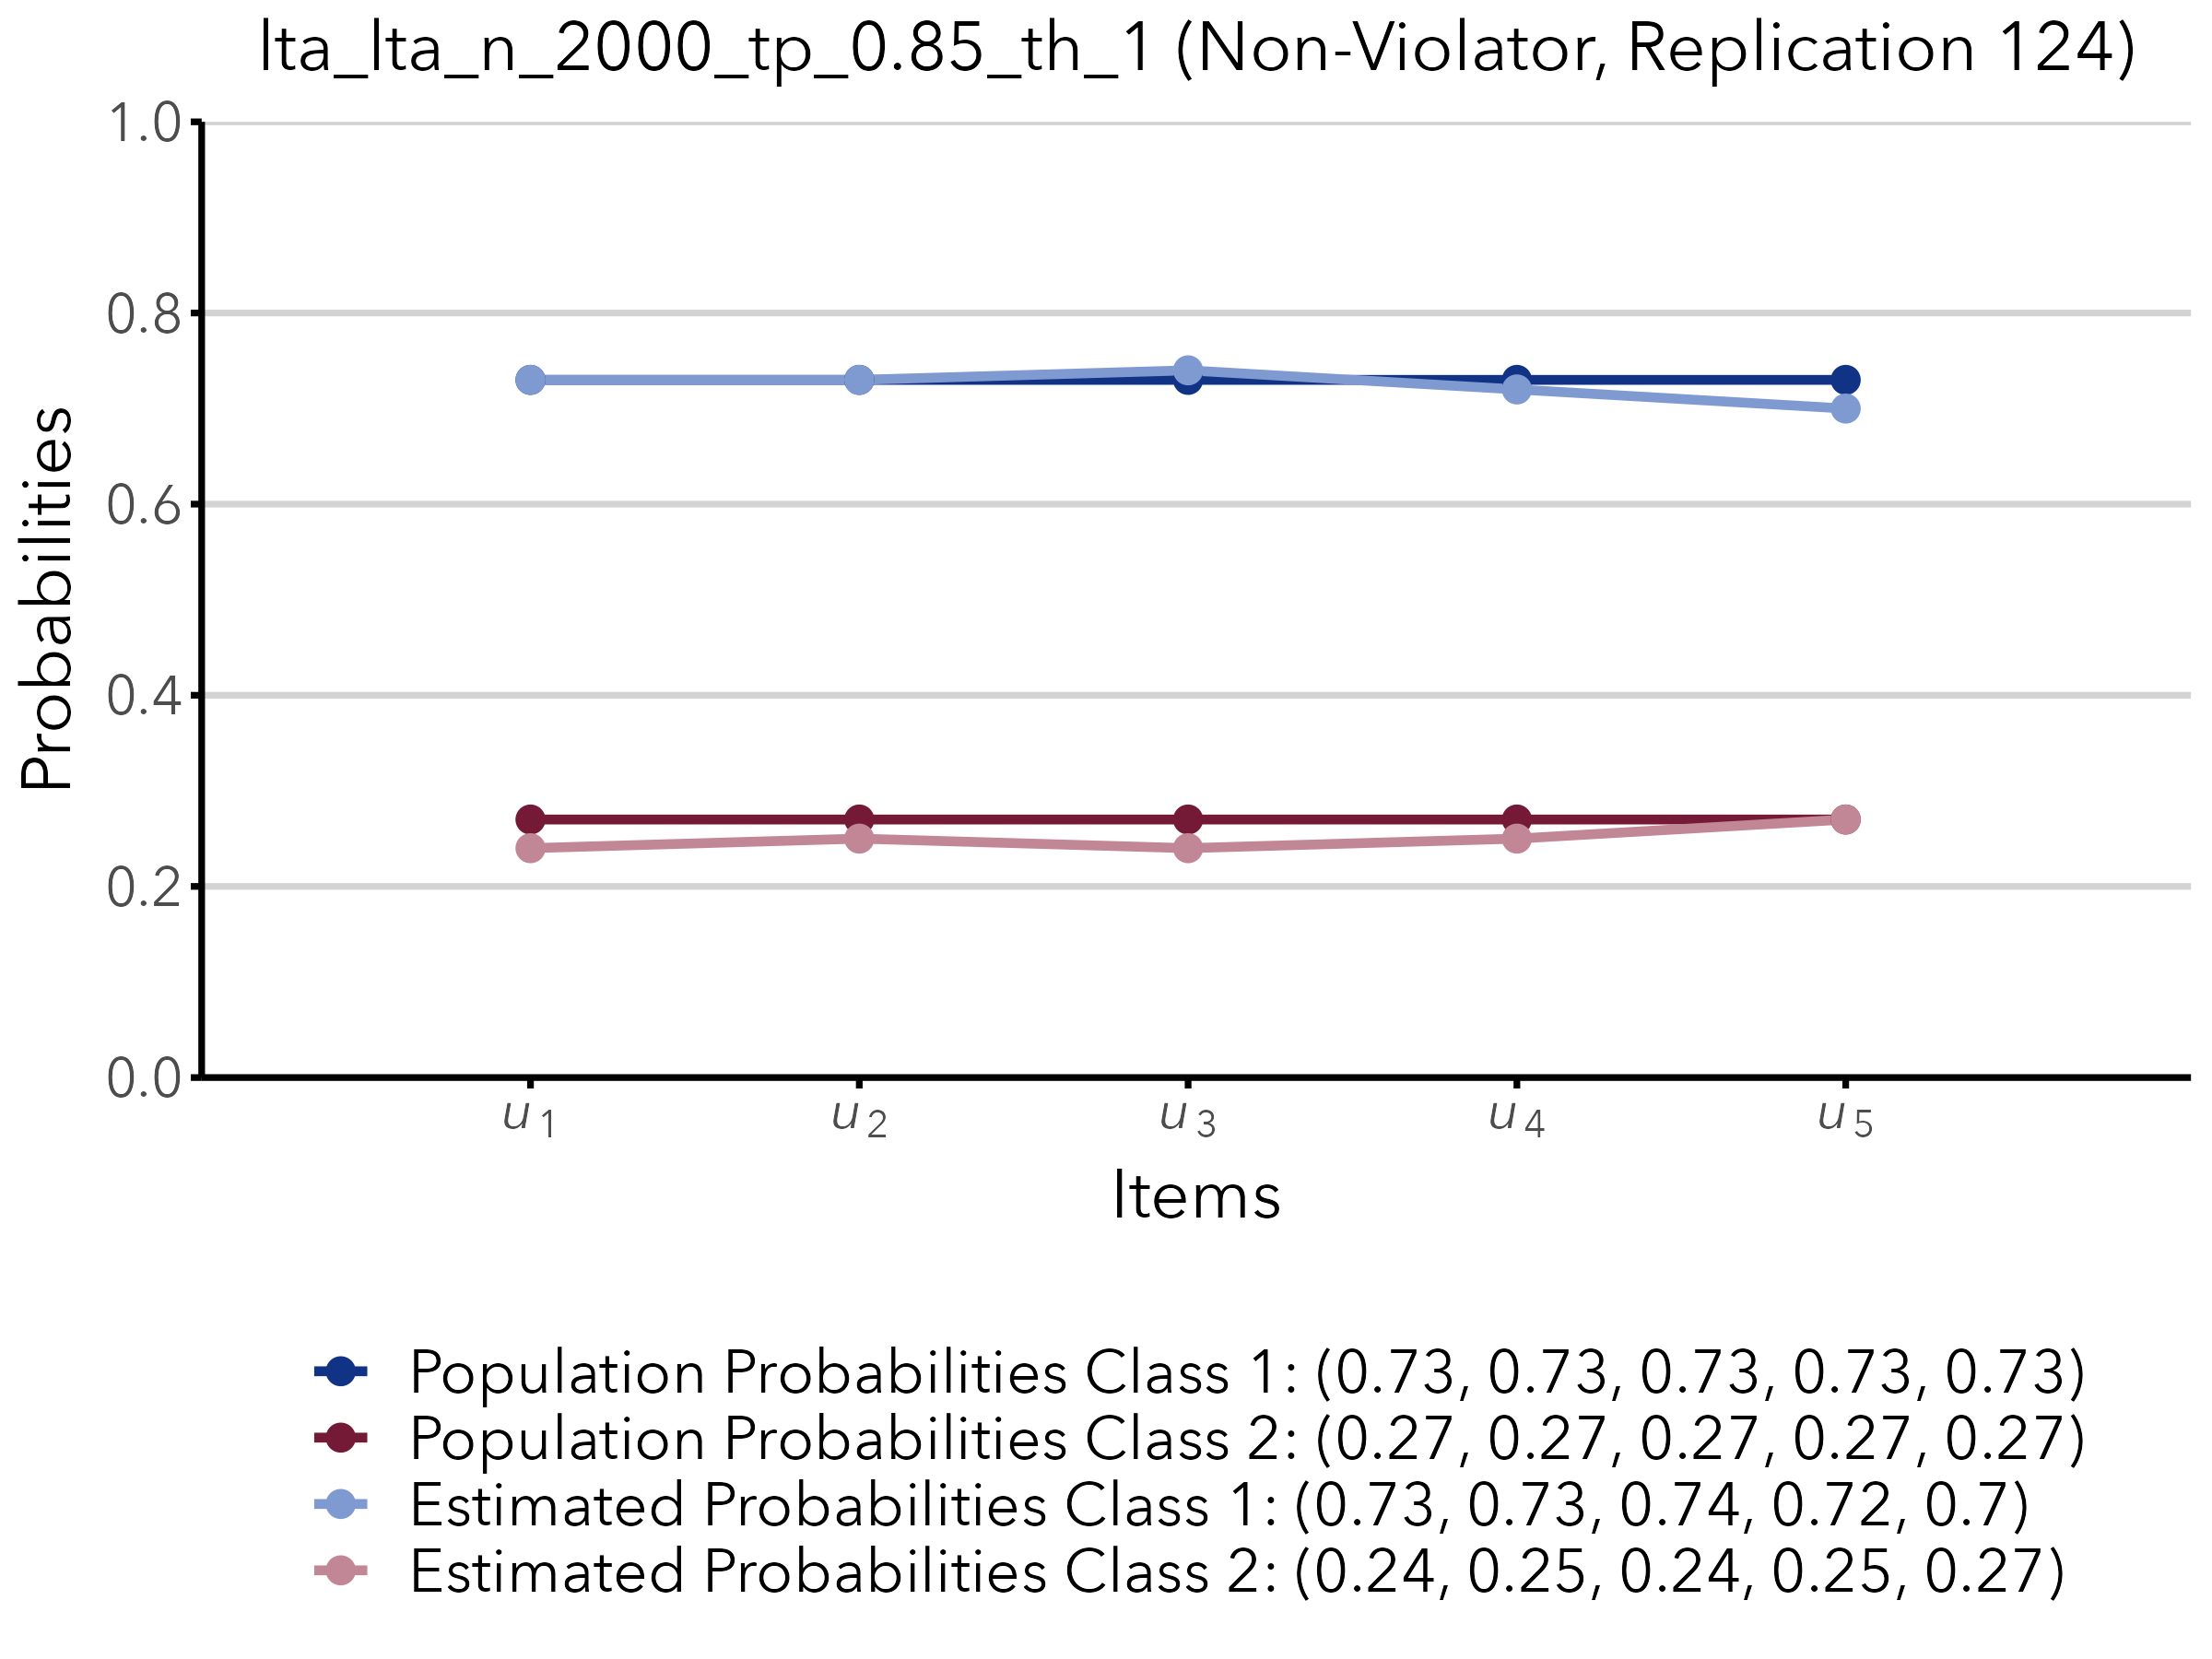 lta_lta_n_2000_tp_0.85_th_1 (Non-Violator, Replication 124)
1.0
0.8
0.6
0.4
0.2
0.0
Probabilities
u1 u2 u3 u4 u5
Items
Population Probabilities Class 1: (0.73, 0.73, 0.73, 0.73, 0.73)
Population Probabilities Class 2: (0.27, 0.27, 0.27, 0.27, 0.27)
Estimated Probabilities Class 1: (0.73, 0.73, 0.74, 0.72, 0.7)
Estimated Probabilities Class 2: (0.24, 0.25, 0.24, 0.25, 0.27)